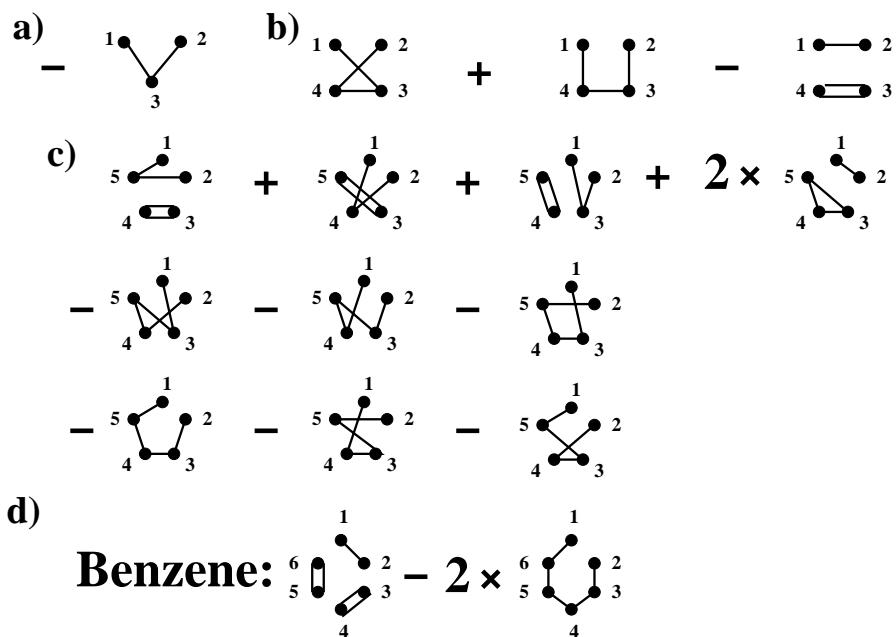 a) b)
1 2 1 2 1 2 1 2
− + −
3 4 3 4 3 4 3
c) 1 1 1 1
5 2 + 5 2 + 5 2 + 2 × 5 2
4 3 4 3 4 3 4 3
1 1 1
− 5 2 − 5 2 − 5 2
4 3 4 3 4 3
1 1 1
− 5 2 − 5 2 − 5 2
4 3 4 3 4 3
d)
1 1
Benzene: 6 2 − 2 × 6 2
5 3 5 3
4 4